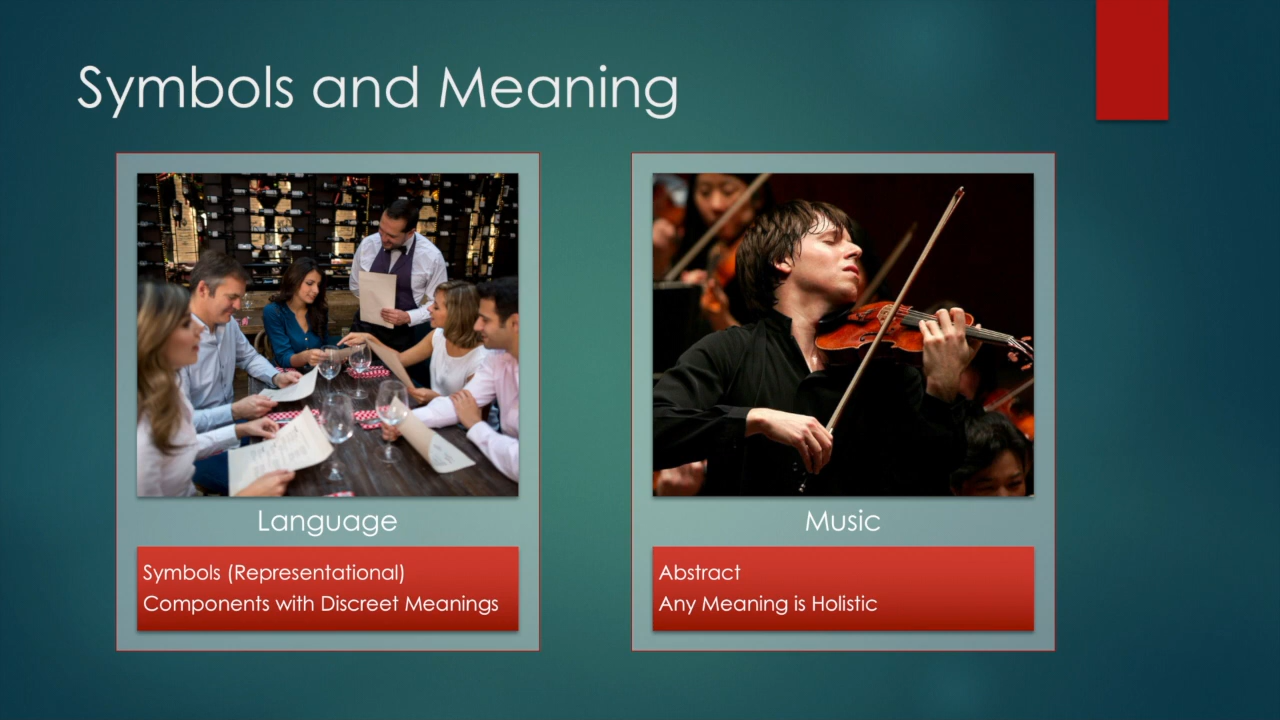 Symbols and Meaning
Language
Symbols (Representational)
Components with Discreet Meanings
Music
Abstract
Any Meaning is Holistic